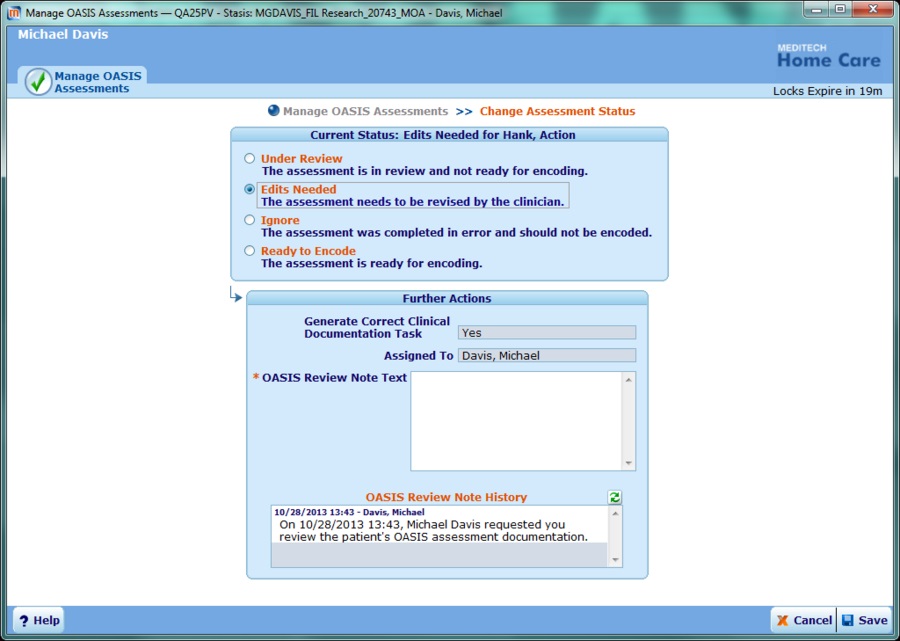 Manage OASIS Assessments — QA25PV - Stasis: MGDAVIS_FIL Research_20743_MOA - Davis, Michael
Michael Davis
MEDITECH
Home Care
Manage OASIS
Assessments
Locks Expire in 19m
Manage OASIS Assessments >> Change Assessment Status
Current Status: Edits Needed for Hank, Action
Under Review
The assessment is in review and not ready for encoding.
Edits Needed
The assessment needs to be revised by the clinician.
Ignore
The assessment was completed in error and should not be encoded.
Ready to Encode
The assessment is ready for encoding.
Further Actions
Generate Correct Clinical
Documentation Task Yes
Assigned To Davis, Michael
* OASIS Review Note Text
OASIS Review Note History
10/28/2013 13:43 - Davis, Michael
On 10/28/2013 13:43, Michael Davis requested you
review the patient's OASIS assessment documentation.
? Help
Cancel
Save